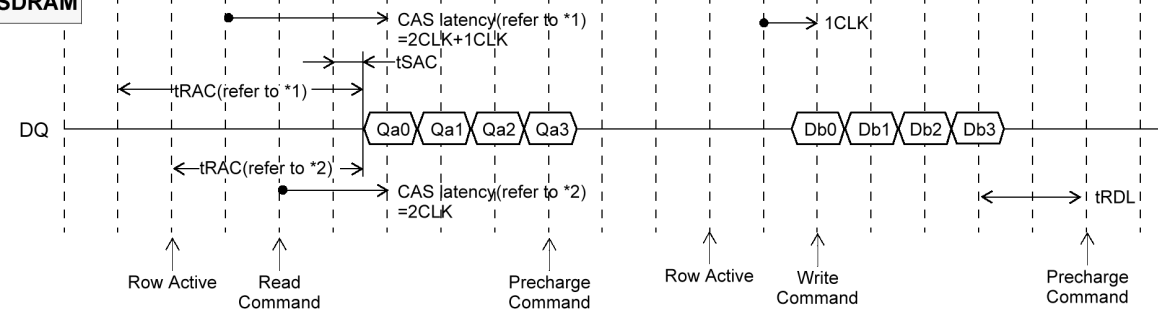 SDRAM
CAS latency(refer to *1)
=2CLK+1CLK
1CLK
tSAC
tRAC(refer to *1)
DQ
Qa0 Qa1 Qa2 Qa3
Db0 Db1 Db2 Db3
tRAC(refer to *2)
CAS latency(refer to *2)
=2CLK
tRDL
Row Active
Read
Command
Precharge
Command
Row Active
Write
Command
Precharge
Command